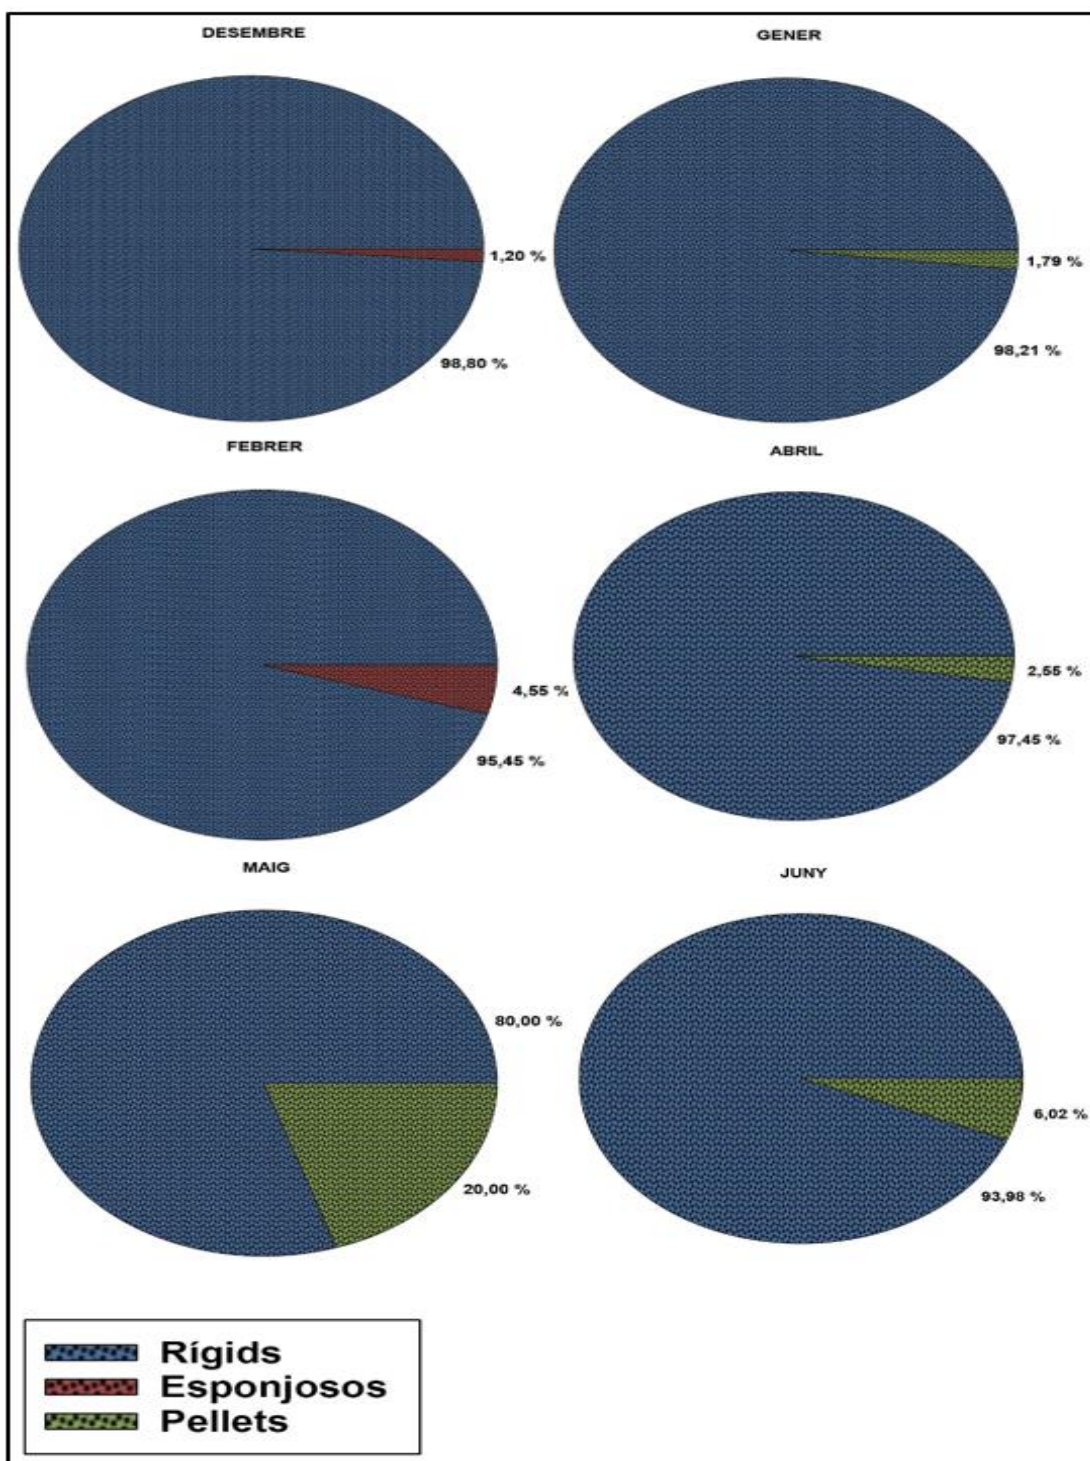 DESEMBRE
GENER
1,20 %
1,79 %
98,80 %
98,21 %
FEBRER
ABRIL
4,55 %
2,55 %
95,45 %
97,45 %
MAIG
JUNY
80,00 %
6,02 %
20,00 %
93,98 %
Rígids
Esponjosos
Pellets